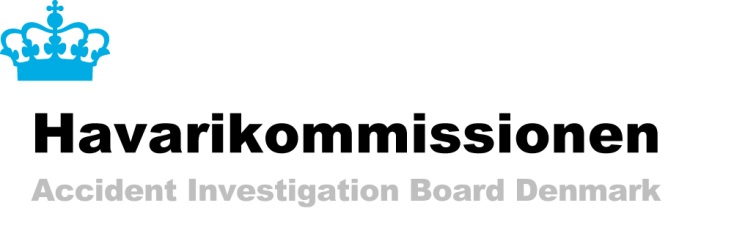 Havarikommissionen
Accident Investigation Board Denmark